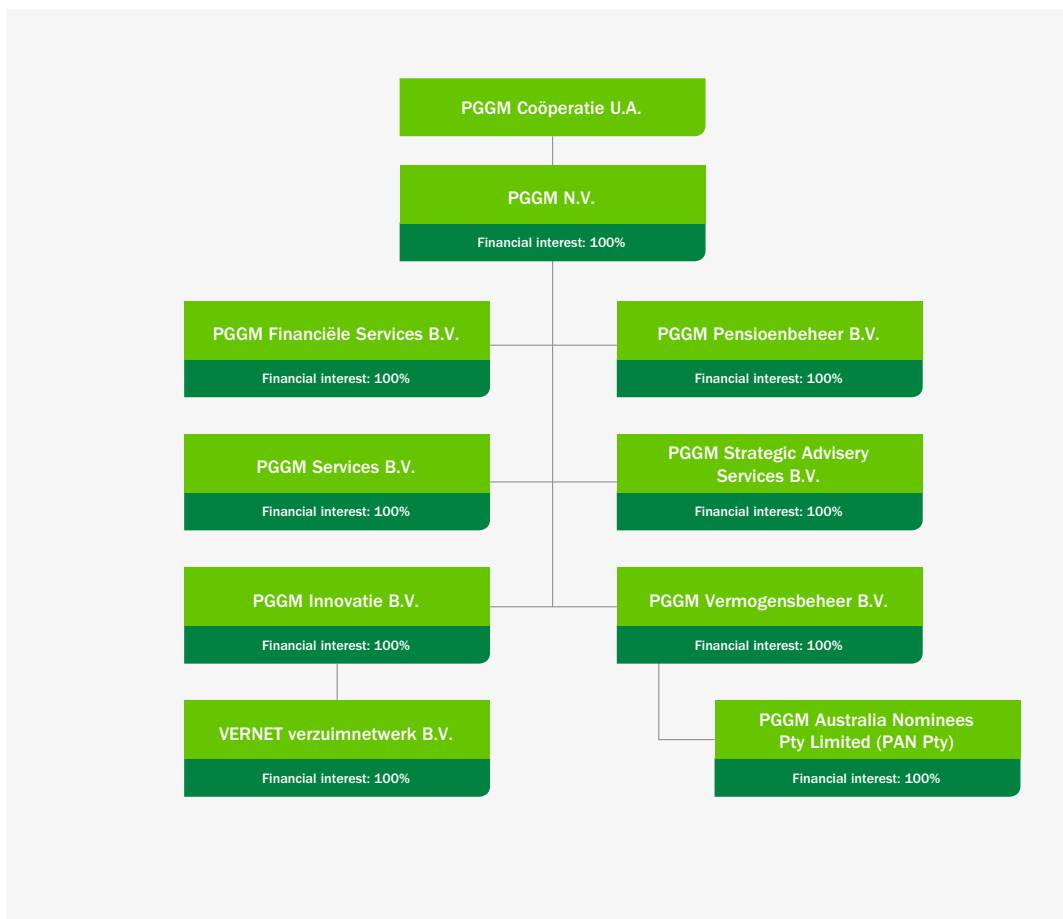 PGGM Coöperatie U.A.
PGGM N.V.
Financial interest: 100%
PGGM Financiële Services B.V.
Financial interest: 100%
PGGM Pensioenbeheer B.V.
Financial interest: 100%
PGGM Services B.V.
Financial interest: 100%
PGGM Strategic Advisery
Services B.V.
Financial interest: 100%
PGGM Innovatie B.V.
Financial interest: 100%
PGGM Vermogensbeheer B.V.
Financial interest: 100%
VERNET verzuimnetwerk B.V.
Financial interest: 100%
PGGM Australia Nominees
Pty Limited (PAN Pty)
Financial interest: 100%